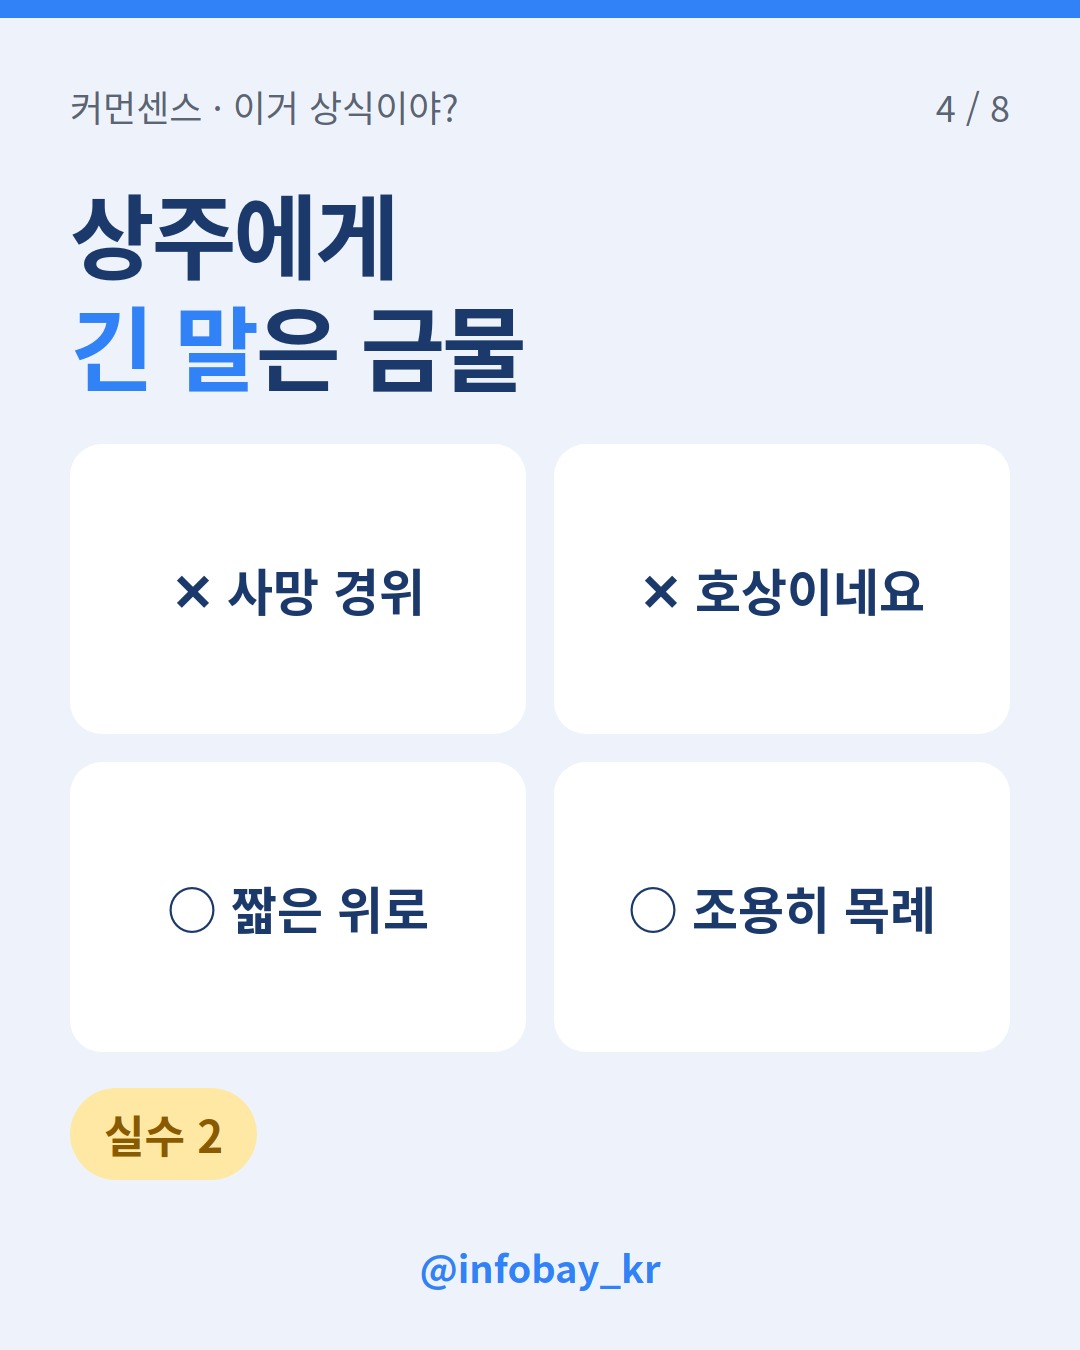 커먼센스 · 이거 상식이야?
4 / 8
상주에게
긴 말은 금물
✕ 사망 경위
✕ 호상이네요
○ 짧은 위로
○ 조용히 목례
실수 2
@infobay_kr